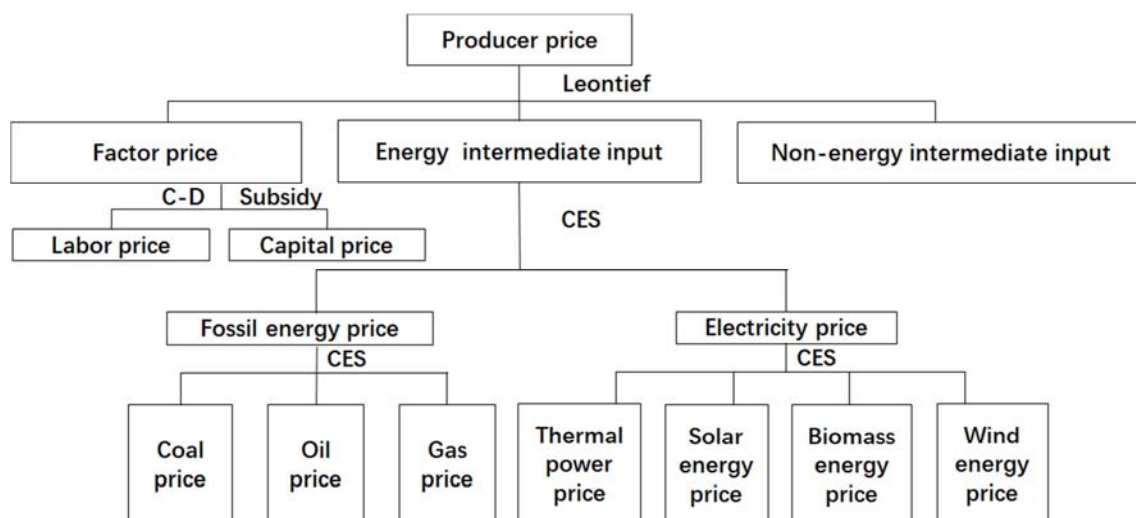 Producer price
Leontief
Factor price
Energy intermediate input
Non-energy intermediate input
C-D
Subsidy
CES
Labor price
Capital price
Fossil energy price
Electricity price
CES
CES
Coal
price
Oil
price
Gas
price
Thermal
power
price
Solar
energy
price
Biomass
energy
price
Wind
energy
price